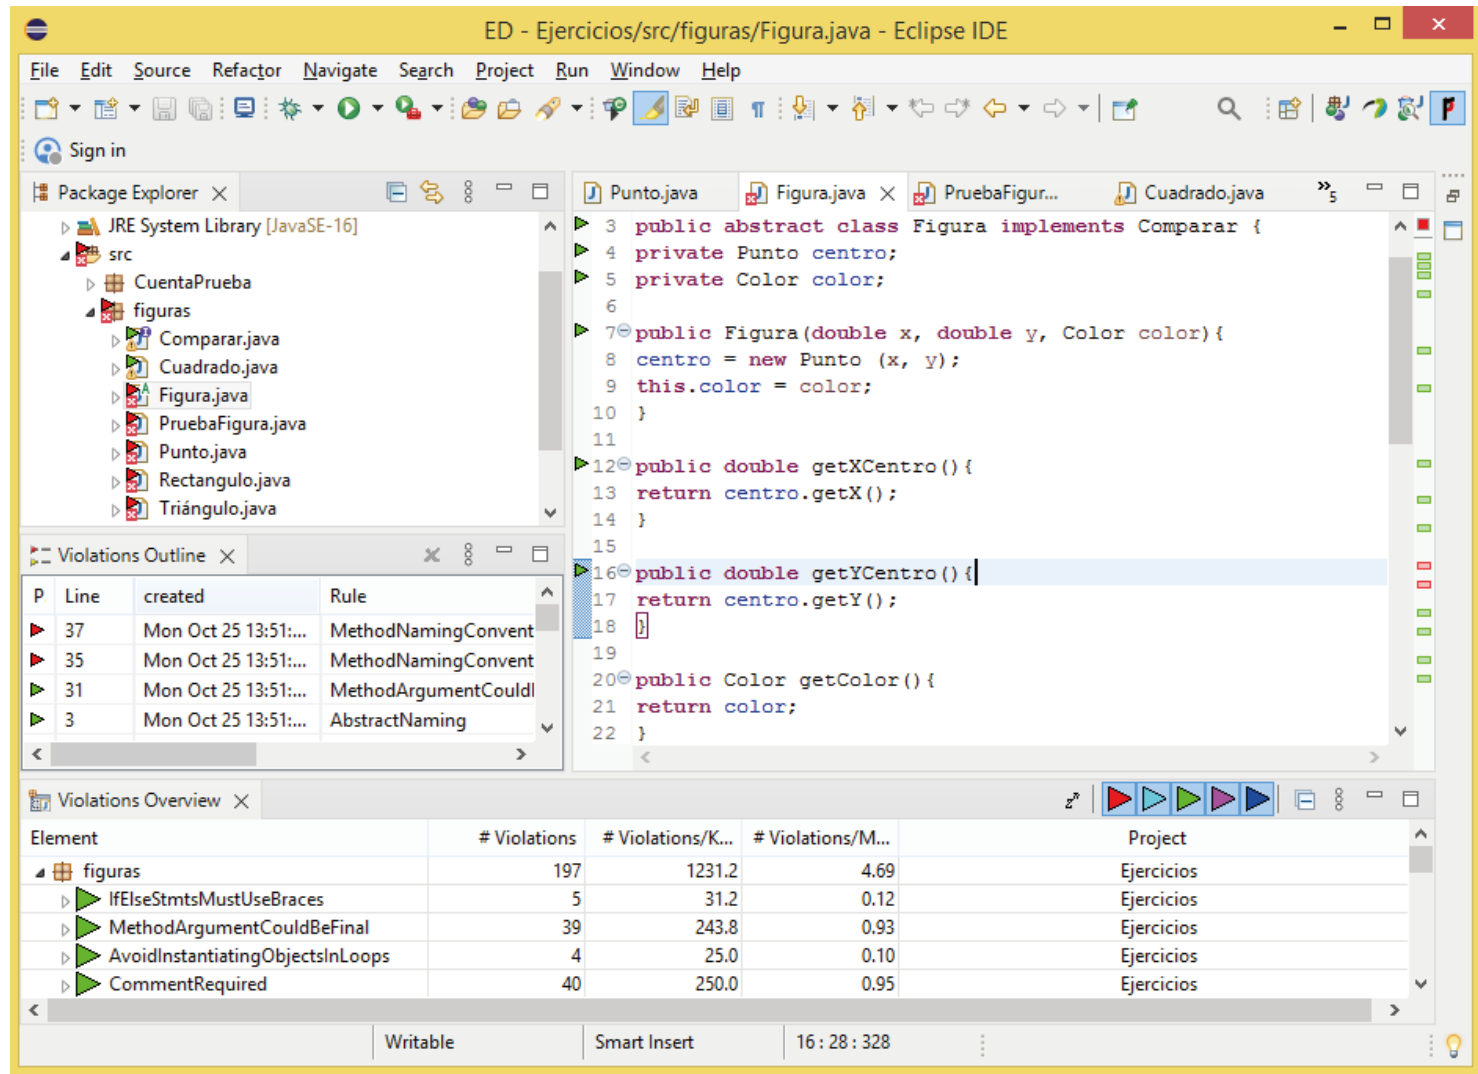 ED - Ejercicios/src/figuras/Figura.java - Eclipse IDE
File Edit Source Refactor Navigate Search Project Run Window Help
Sign in
Package Explorer
JRE System Library [JavaSE-16]
src
CuentaPrueba
figuras
Comparar.java
Cuadrado.java
Figura.java
PruebaFigura.java
Punto.java
Rectangulo.java
Triángulo.java
Violations Outline
P Line created Rule
37 Mon Oct 25 13:51:... MethodNamingConvent
35 Mon Oct 25 13:51:... MethodNamingConvent
31 Mon Oct 25 13:51:... MethodArgumentCouldl
3 Mon Oct 25 13:51:... AbstractNaming
Punto.java Figura.java PruebaFigur... Cuadrado.java »5
3 public abstract class Figura implements Comparar {
4 private Punto centro;
5 private Color color;
6
7 public Figura(double x, double y, Color color){
8 centro = new Punto (x, y);
9 this.color = color;
10 }
11
12 public double getXCentro(){
13 return centro.getX();
14 }
15
16 public double getYCentro(){
17 return centro.getY();
18 }
19
20 public Color getColor(){
21 return color;
22 }
Violations Overview
Element # Violations # Violations/K... # Violations/M... Project
figuras 197 1231.2 4.69 Ejercicios
IfElseStmtsMustUseBraces 5 31.2 0.12 Ejercicios
MethodArgumentCouldBeFinal 39 243.8 0.93 Ejercicios
AvoidInstantiatingObjectsInLoops 4 25.0 0.10 Ejercicios
CommentRequired 40 250.0 0.95 Ejercicios
Writable Smart Insert 16 : 28 : 328